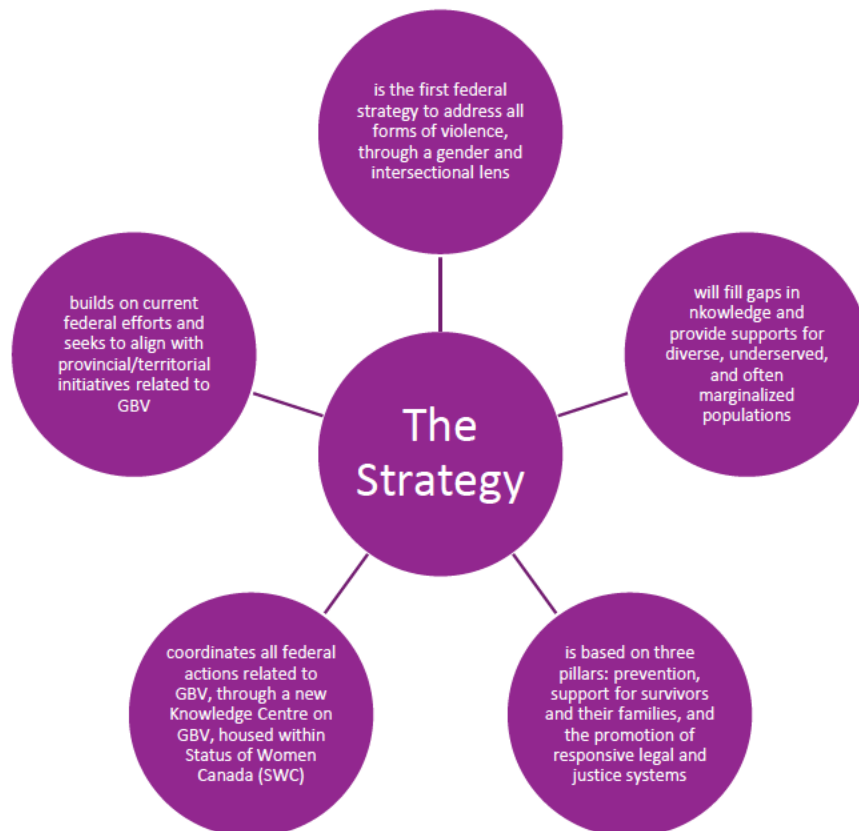 is the first federal
strategy to address all
forms of violence,
through a gender and
intersectional lens
will fill gaps in
nkowledge and
provide supports for
diverse, underserved,
and often
marginalized
populations
builds on current
federal efforts and
seeks to align with
provincial/territorial
initiatives related to
GBV
The
Strategy
coordinates all federal
actions related to
GBV, through a new
Knowledge Centre on
GBV, housed within
Status of Women
Canada (SWC)
is based on three
pillars: prevention,
support for survivors
and their families, and
the promotion of
responsive legal and
justice systems